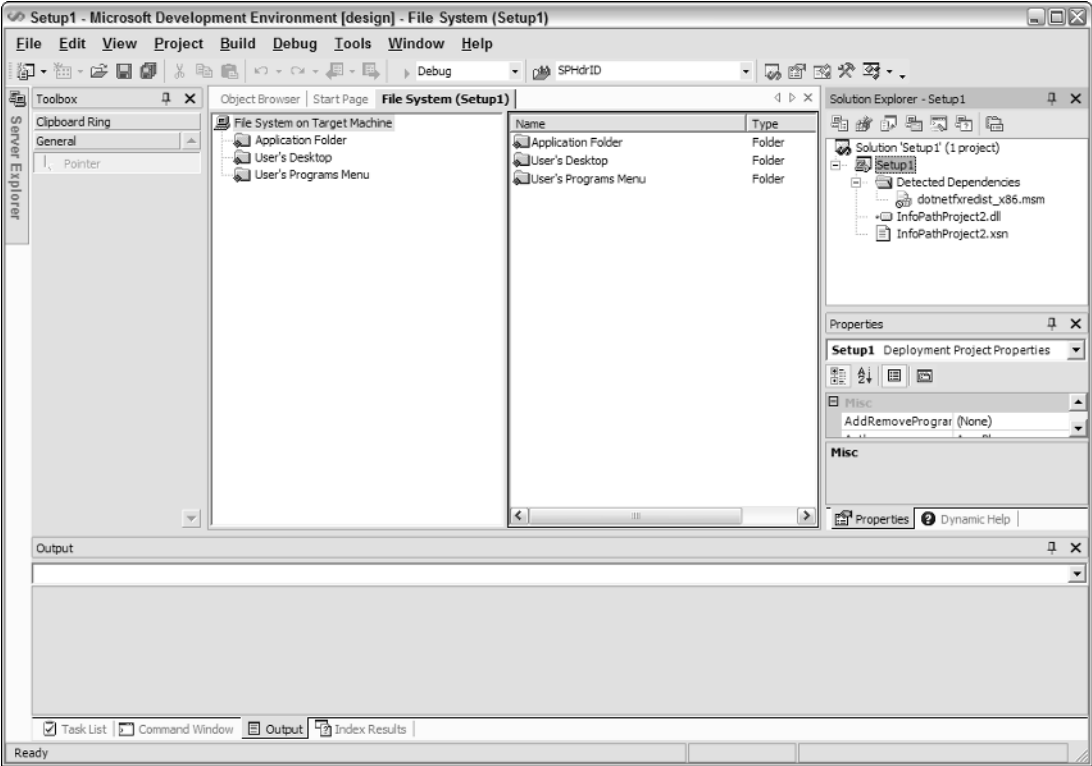 Setup1 - Microsoft Development Environment [design] - File System (Setup1)
File Edit View Project Build Debug Tools Window Help
Debug SPHdrID
Server Explorer
Toolbox
Clipboard Ring
General
Pointer
Object Browser Start Page File System (Setup1)
File System on Target Machine
Application Folder
User's Desktop
User's Programs Menu
Name Type
Application Folder Folder
User's Desktop Folder
User's Programs Menu Folder
Solution Explorer - Setup1
Solution 'Setup1' (1 project)
Setup1
Detected Dependencies
dotnetfxredist_x86.msm
InfoPathProject2.dll
InfoPathProject2.xsn
Properties
Setup1 Deployment Project Properties
Misc
AddRemovePrograr (None)
Misc
Properties Dynamic Help
Output
Task List Command Window Output Index Results
Ready